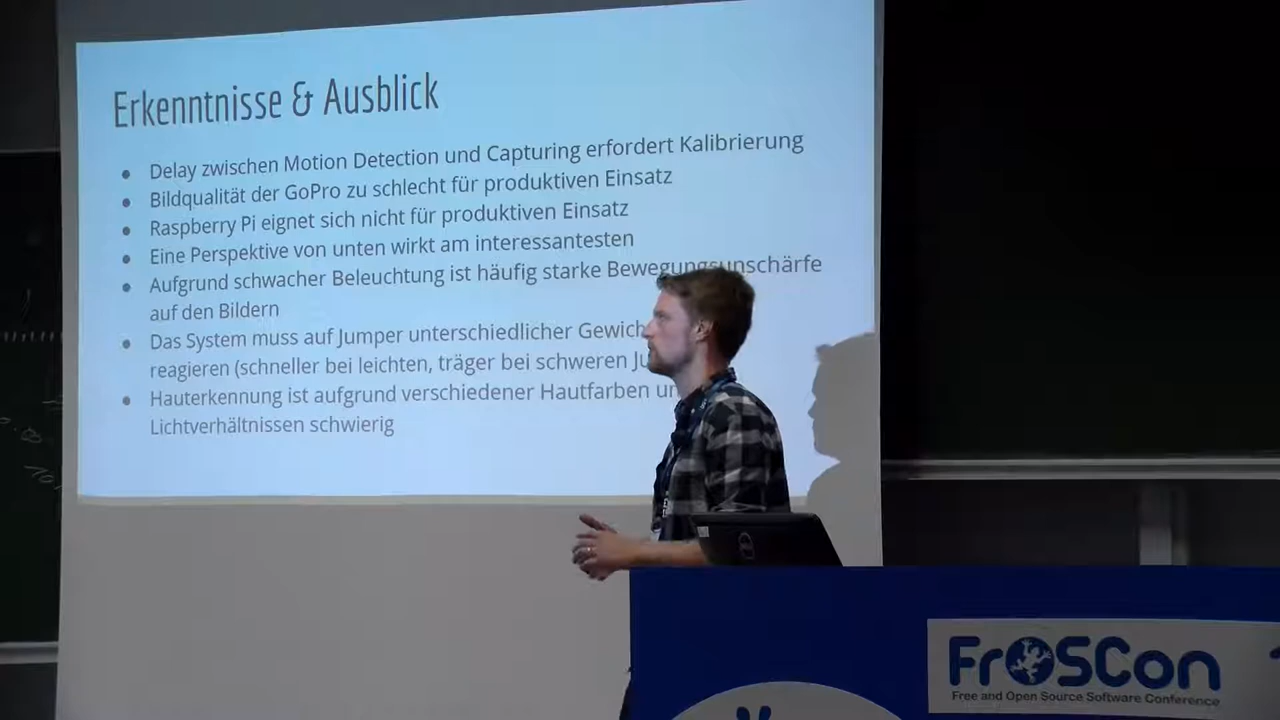 Erkenntnisse & Ausblick
Delay zwischen Motion Detection und Capturing erfordert Kalibrierung
Bildqualität der GoPro zu schlecht für produktiven Einsatz
Raspberry Pi eignet sich nicht für produktiven Einsatz
Eine Perspektive von unten wirkt am interessantesten
Aufgrund schwacher Beleuchtung ist häufig starke Bewegungsunschärfe
auf den Bildern
Das System muss auf Jumper unterschiedlicher
reagieren (schneller bei leichten, träger bei schweren
Hauterkennung ist aufgrund verschiedener Hautfarben
Lichtverhältnissen schwierig
FrOSCon
Free and Open Source Software Conference